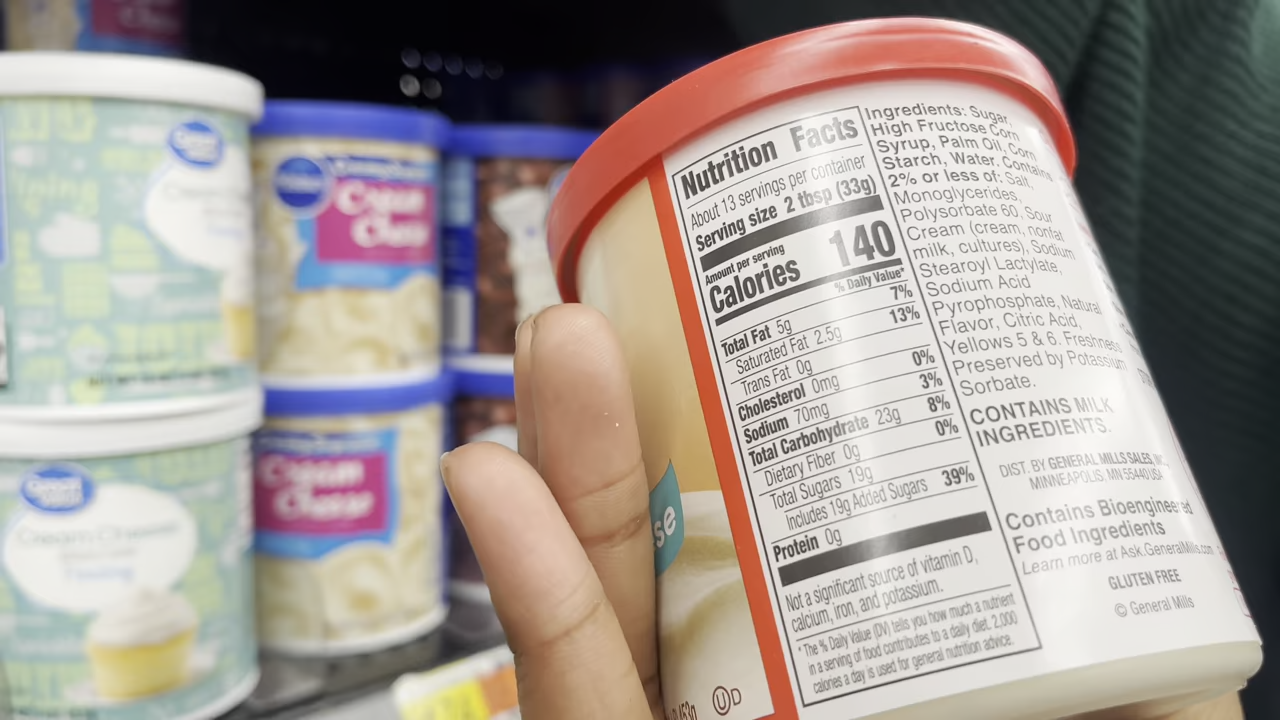 Great Value
Pillsbury
Cream
Cheese
Great Value
Cream Cheese
Cream
Cheese
se
453g
UD
Nutrition Facts
About 13 servings per container
Serving size 2 tbsp (33g)
Amount per serving
Calories 140
% Daily Value*
Total Fat 5g 7%
Saturated Fat 2.5g 13%
Trans Fat 0g
Cholesterol 0mg 0%
Sodium 70mg 3%
Total Carbohydrate 23g 8%
Dietary Fiber 0g 0%
Total Sugars 19g
Includes 19g Added Sugars 39%
Protein 0g
Not a significant source of vitamin D,
calcium, iron, and potassium.
* The % Daily Value (DV) tells you how much a nutrient
in a serving of food contributes to a daily diet. 2,000
calories a day is used for general nutrition advice.
Ingredients: Sugar,
High Fructose Corn
Syrup, Palm Oil, Corn
Starch, Water. Contains
2% or less of: Salt,
Monoglycerides,
Polysorbate 60, Sour
Cream (cream, nonfat
milk, cultures), Sodium
Stearoyl Lactylate,
Sodium Acid
Pyrophosphate, Natural
Flavor, Citric Acid,
Yellows 5 & 6. Freshness
Preserved by Potassium
Sorbate.
CONTAINS MILK
INGREDIENTS.
DIST. BY GENERAL MILLS SALES, INC.
MINNEAPOLIS, MN 55440 USA
Contains Bioengineered
Food Ingredients
Learn more at Ask.GeneralMills.com
GLUTEN FREE
© General Mills